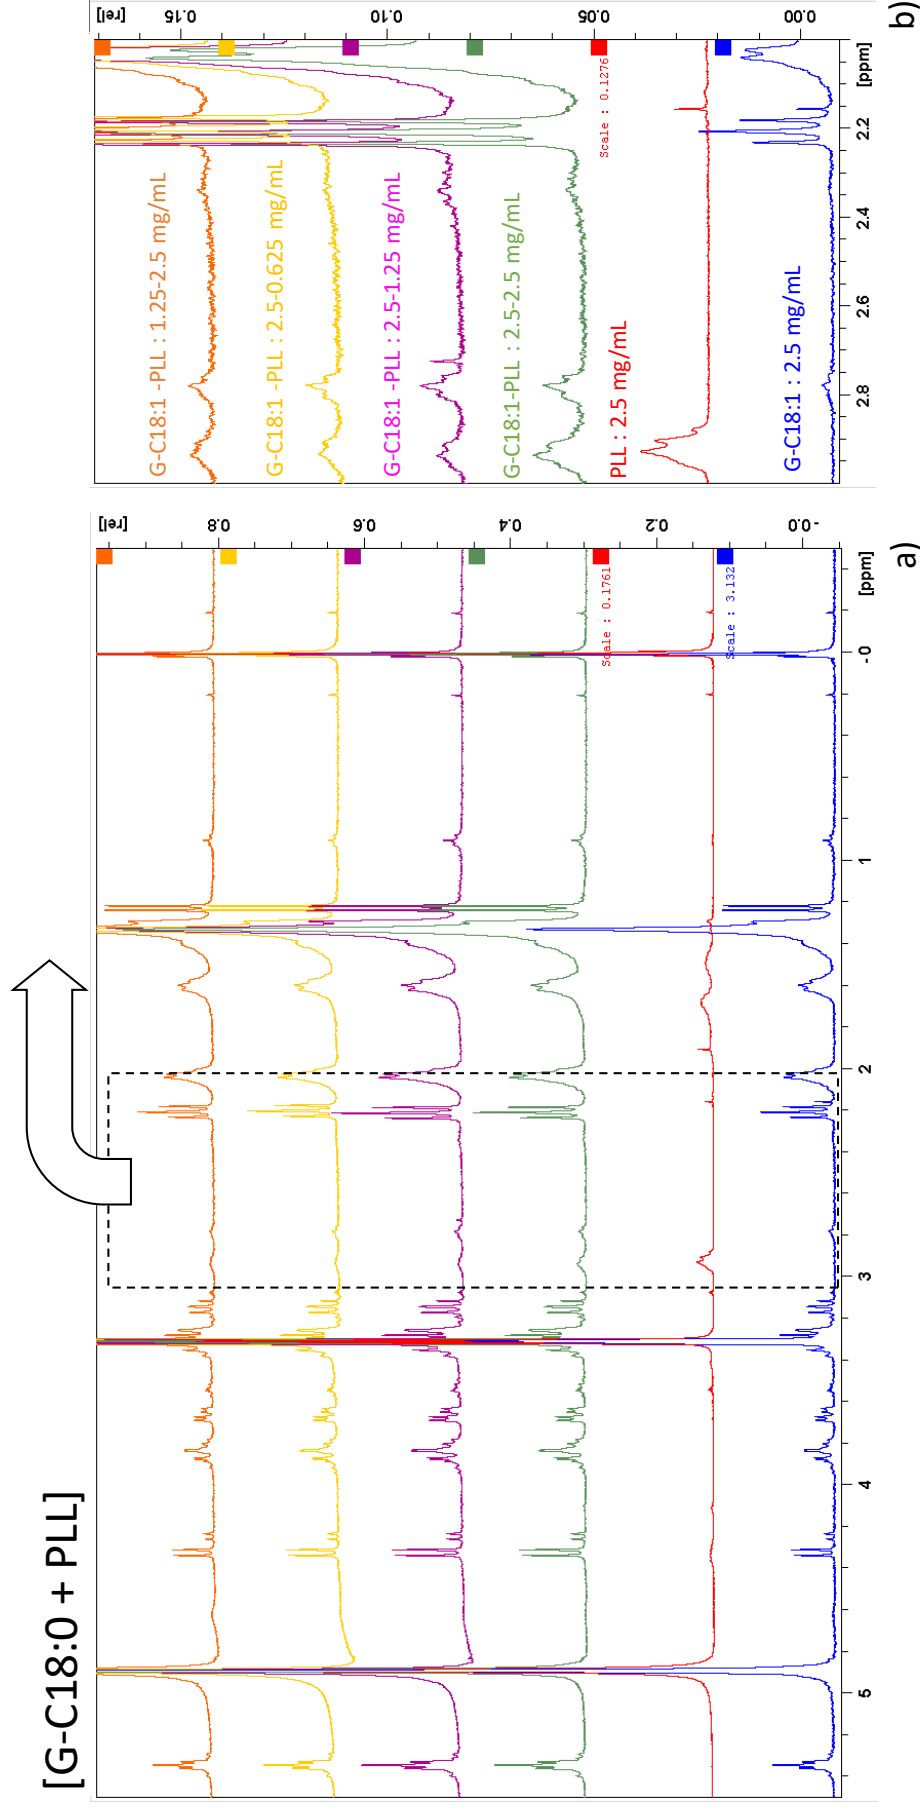 [G-C18:0 + PLL]
[rel]
0.8
0.6
0.4
0.2
-0.0
Scale : 0.1761
Scale : 3.132
5
4
3
2
1
-0
[ppm]
a)
[rel]
0.15
0.10
0.05
0.00
G-C18:1 -PLL : 1.25-2.5 mg/mL
G-C18:1 -PLL : 2.5-0.625 mg/mL
G-C18:1 -PLL : 2.5-1.25 mg/mL
G-C18:1-PLL : 2.5-2.5 mg/mL
PLL : 2.5 mg/mL
Scale : 0.1276
G-C18:1 : 2.5 mg/mL
2.8
2.6
2.4
2.2
[ppm]
b)